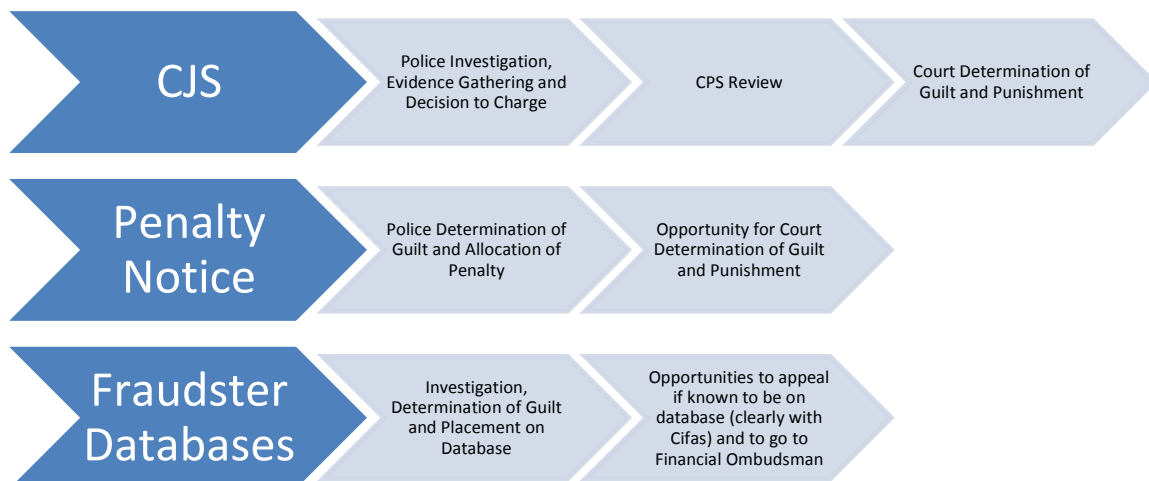 CJS
Police Investigation,
Evidence Gathering and
Decision to Charge
CPS Review
Court Determination of
Guilt and Punishment
Penalty
Notice
Police Determination of
Guilt and Allocation of
Penalty
Opportunity for Court
Determination of Guilt
and Punishment
Fraudster
Databases
Investigation,
Determination of Guilt
and Placement on
Database
Opportunities to appeal
if known to be on
database (clearly with
Cifas) and to go to
Financial Ombudsman